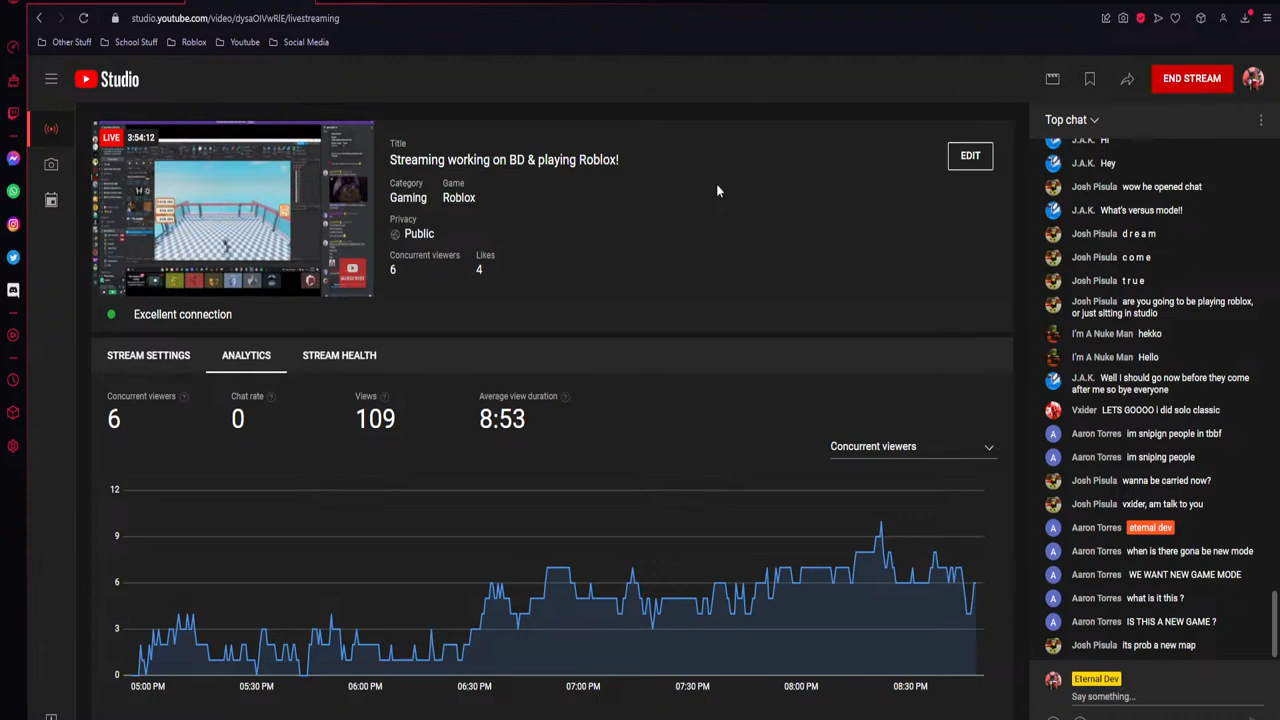 studio.youtube.com/video/dysaOIVwRlE/livestreaming
Other Stuff
School Stuff
Roblox
Youtube
Social Media
Studio
END STREAM
LIVE
3:54:12
SUBSCRIBE
Title
Streaming working on BD & playing Roblox!
EDIT
Category
Game
Gaming
Roblox
Privacy
Public
Concurrent viewers
Likes
6
4
Excellent connection
STREAM SETTINGS
ANALYTICS
STREAM HEALTH
Concurrent viewers
Chat rate
Views
Average view duration
6
0
109
8:53
Concurrent viewers
12
9
6
3
0
05:00 PM
05:30 PM
06:00 PM
06:30 PM
07:00 PM
07:30 PM
08:00 PM
08:30 PM
Top chat
J.A.K. Hi
J.A.K. Hey
Josh Pisula wow he opened chat
J.A.K. What's versus mode!!
Josh Pisula d r e a m
Josh Pisula c o m e
Josh Pisula t r u e
Josh Pisula are you going to be playing roblox,
or just sitting in studio
I'm A Nuke Man hekko
I'm A Nuke Man Hello
J.A.K. Well I should go now before they come
after me so bye everyone
Vxider LETS GOOOO i did solo classic
A Aaron Torres im snipign people in tbbf
A Aaron Torres im sniping people
Josh Pisula wanna be carried now?
Josh Pisula vxider, am talk to you
A Aaron Torres eternal dev
A Aaron Torres when is there gona be new mode
A Aaron Torres WE WANT NEW GAME MODE
A Aaron Torres what is it this ?
A Aaron Torres IS THIS A NEW GAME ?
Josh Pisula its prob a new map
Eternal Dev
Say something...